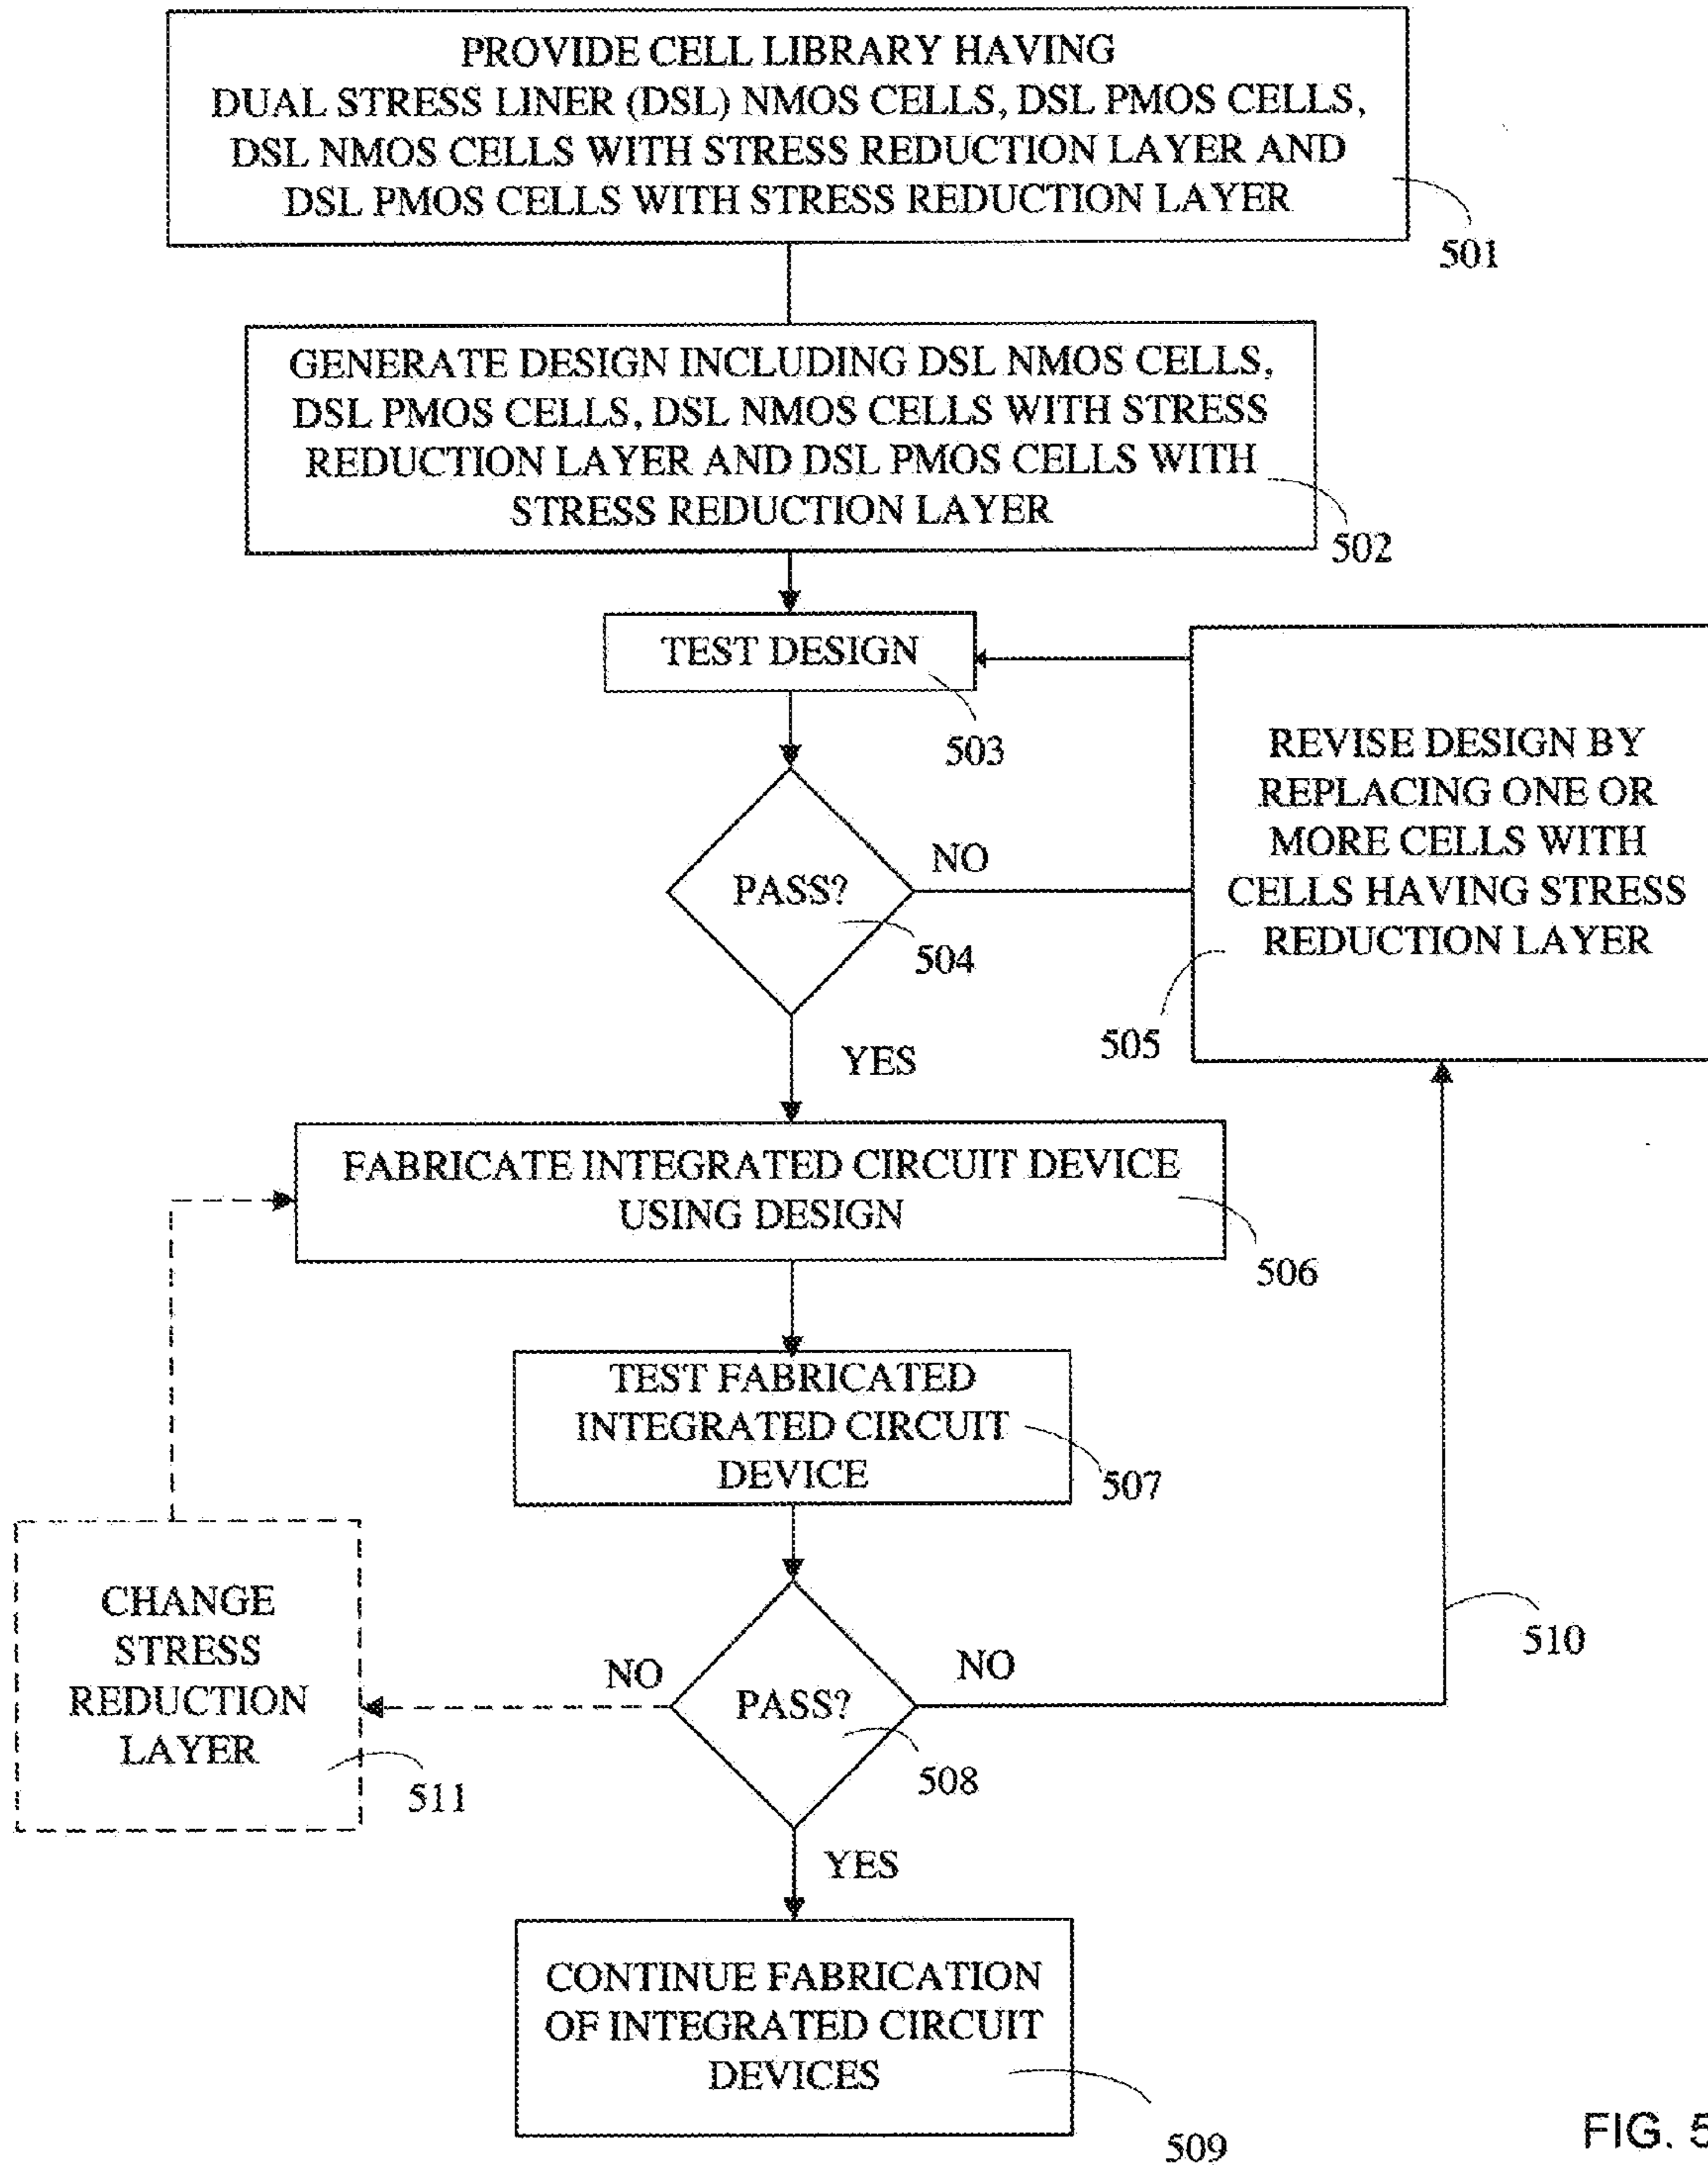 PROVIDE CELL LIBRARY HAVING
DUAL STRESS LINER (DSL) NMOS CELLS, DSL PMOS CELLS,
DSL NMOS CELLS WITH STRESS REDUCTION LAYER AND
DSL PMOS CELLS WITH STRESS REDUCTION LAYER
501
GENERATE DESIGN INCLUDING DSL NMOS CELLS,
DSL PMOS CELLS, DSL NMOS CELLS WITH STRESS
REDUCTION LAYER AND DSL PMOS CELLS WITH
STRESS REDUCTION LAYER
502
TEST DESIGN
503
REVISE DESIGN BY
REPLACING ONE OR
MORE CELLS WITH
CELLS HAVING STRESS
REDUCTION LAYER
505
PASS?
NO
504
YES
FABRICATE INTEGRATED CIRCUIT DEVICE
USING DESIGN
506
TEST FABRICATED
INTEGRATED CIRCUIT
DEVICE
507
CHANGE
STRESS
REDUCTION
LAYER
511
NO
PASS?
NO
508
510
YES
CONTINUE FABRICATION
OF INTEGRATED CIRCUIT
DEVICES
509
FIG. 5